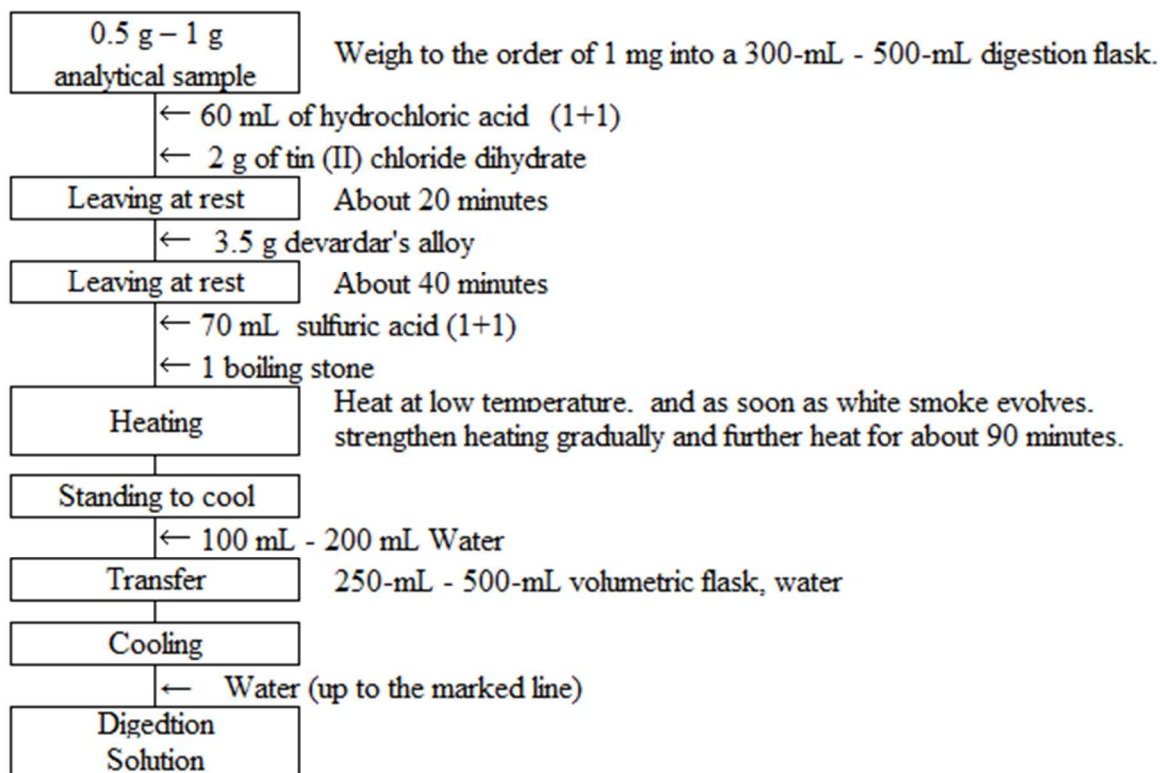 0.5 g – 1 g
analytical sample
Weigh to the order of 1 mg into a 300-mL - 500-mL digestion flask.
← 60 mL of hydrochloric acid (1+1)
← 2 g of tin (II) chloride dihydrate
Leaving at rest
About 20 minutes
← 3.5 g devardar's alloy
Leaving at rest
About 40 minutes
← 70 mL sulfuric acid (1+1)
← 1 boiling stone
Heating
Heat at low temperature. and as soon as white smoke evolves.
strengthen heating gradually and further heat for about 90 minutes.
Standing to cool
← 100 mL - 200 mL Water
Transfer
250-mL - 500-mL volumetric flask, water
Cooling
← Water (up to the marked line)
Digedtion
Solution